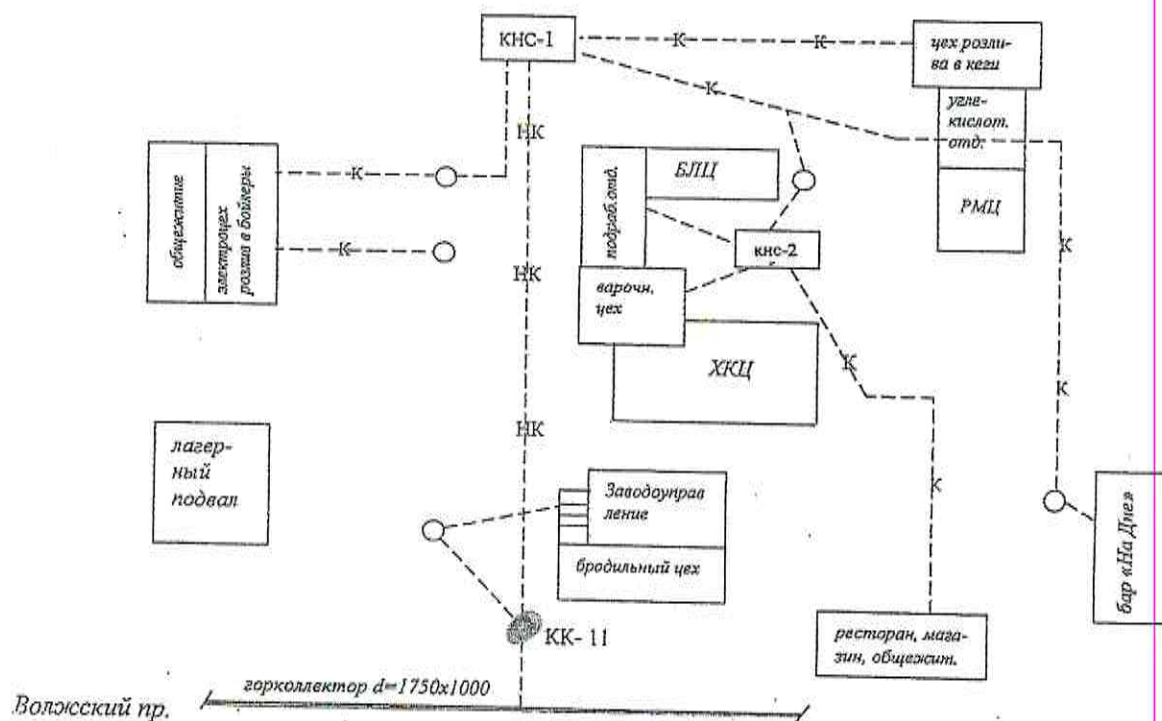 КНС-1
К
К
цех розли-
ва в кеги
К
угле-
кислот.
отд.
НК
К
общежитие
электроцех
розлив в бойлеры
подраб.отд.
БЛЦ
РМЦ
К
кнс-2
К
НК
варочн.
цех
ХКЦ
К
К
НК
лагер-
ный
подвал
К
Заводоуправ
ление
бродильный цех
бар «На Дне»
КК- 11
ресторан, мага-
зин, общежит.
горколлектор d=1750х1000
Волжский пр.